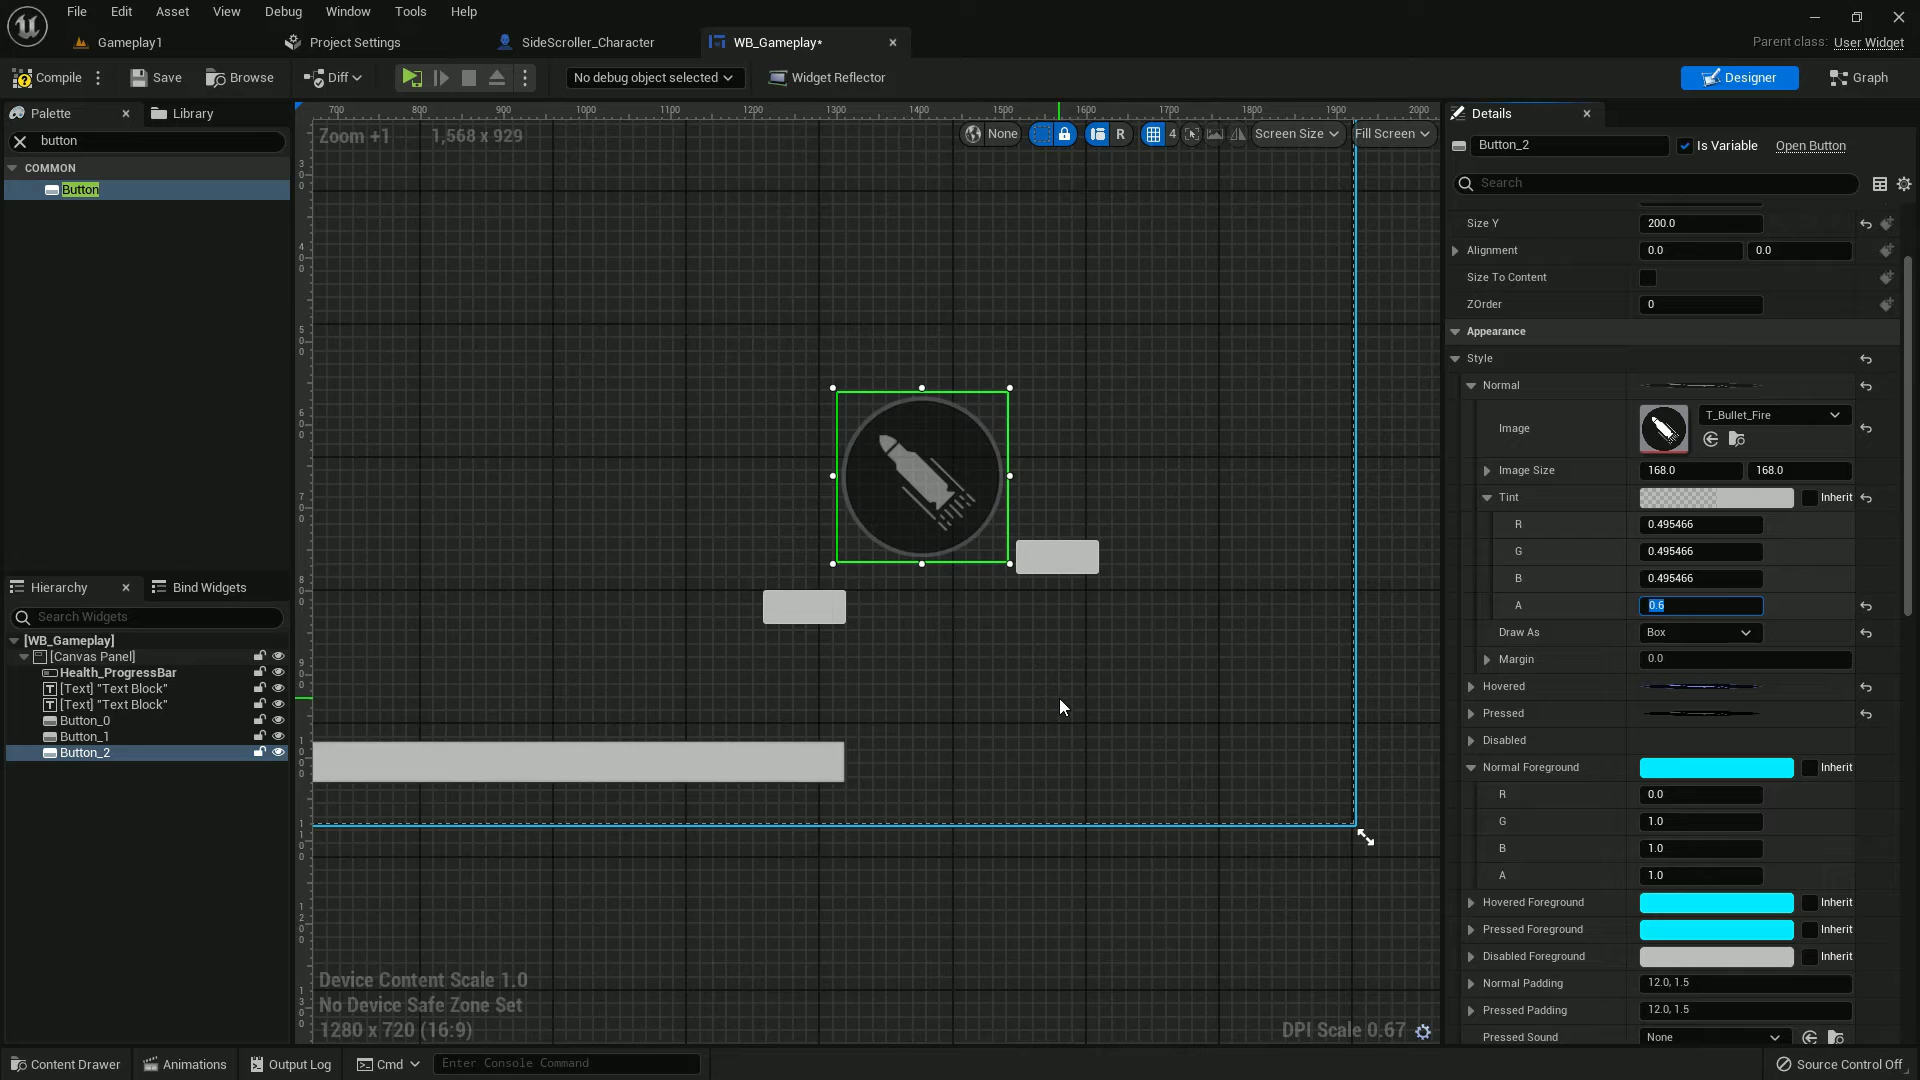 File Edit Asset View Debug Window Tools Help
Gameplay1 Project Settings SideScroller_Character WB_Gameplay*
Parent class: User Widget
Compile Save Browse Diff No debug object selected Widget Reflector Designer Graph
Palette Library
button
COMMON
Button
700 800 900 1000 1100 1200 1300 1400 1500 1600 1700 1800 1900 2000
Zoom +1 1,568 x 929 None R 4 Screen Size Fill Screen
Device Content Scale 1.0
No Device Safe Zone Set
1280 x 720 (16:9)
DPI Scale 0.67
Hierarchy Bind Widgets
Search Widgets
[WB_Gameplay]
[Canvas Panel]
Health_ProgressBar
[Text] "Text Block"
[Text] "Text Block"
Button_0
Button_1
Button_2
Details
Button_2 Is Variable Open Button
Search
Size Y 200.0
Alignment 0.0 0.0
Size To Content
ZOrder 0
Appearance
Style
Normal
Image T_Bullet_Fire
Image Size 168.0 168.0
Tint Inherit
R 0.495466
G 0.495466
B 0.495466
A 0.6
Draw As Box
Margin 0.0
Hovered
Pressed
Disabled
Normal Foreground Inherit
R 0.0
G 1.0
B 1.0
A 1.0
Hovered Foreground Inherit
Pressed Foreground Inherit
Disabled Foreground Inherit
Normal Padding 12.0, 1.5
Pressed Padding 12.0, 1.5
Pressed Sound None
Content Drawer Animations Output Log Cmd Enter Console Command Source Control Off